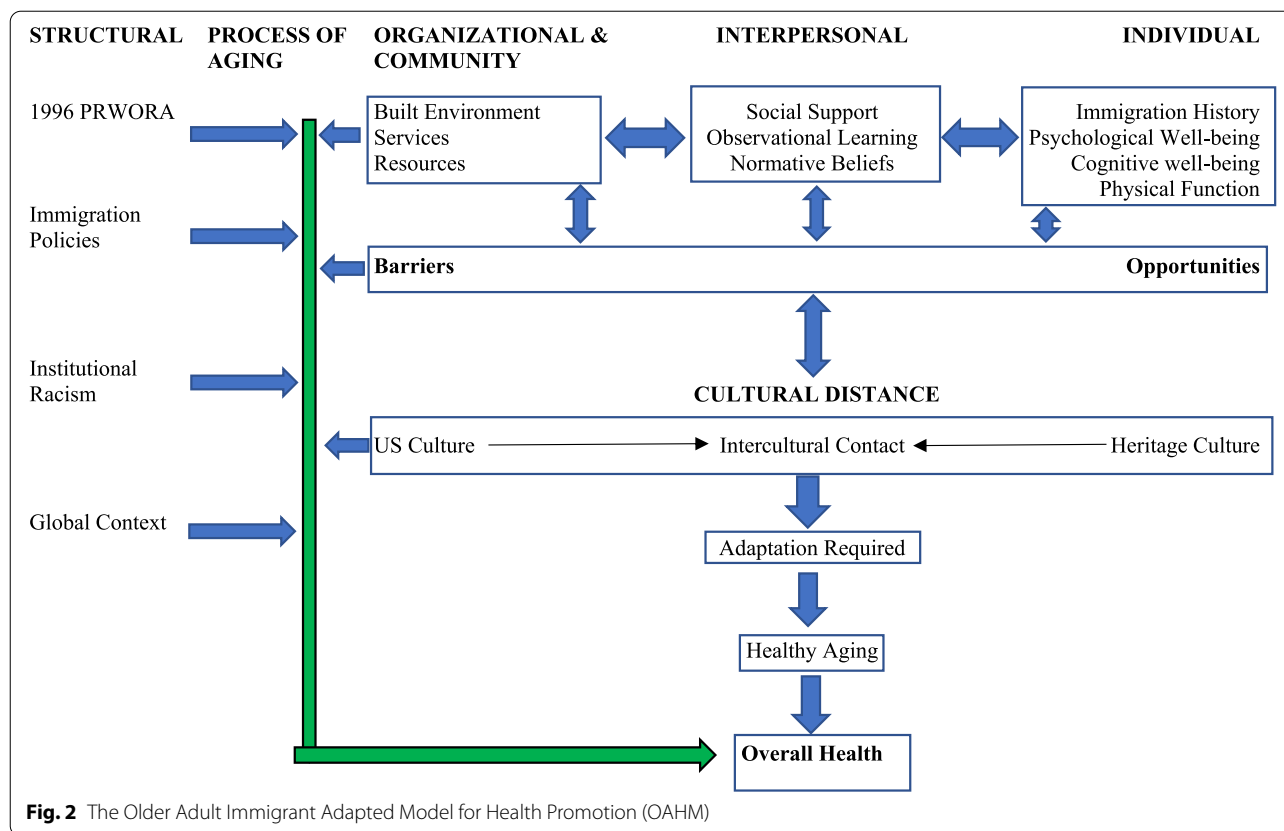 STRUCTURAL
PROCESS OF
AGING
ORGANIZATIONAL &
COMMUNITY
INTERPERSONAL
INDIVIDUAL
1996 PRWORA
Built Environment
Services
Resources
Social Support
Observational Learning
Normative Beliefs
Immigration History
Psychological Well-being
Cognitive well-being
Physical Function
Immigration
Policies
Barriers
Opportunities
Institutional
Racism
CULTURAL DISTANCE
US Culture
Intercultural Contact
Heritage Culture
Global Context
Adaptation Required
Healthy Aging
Overall Health
Fig. 2 The Older Adult Immigrant Adapted Model for Health Promotion (OAHM)